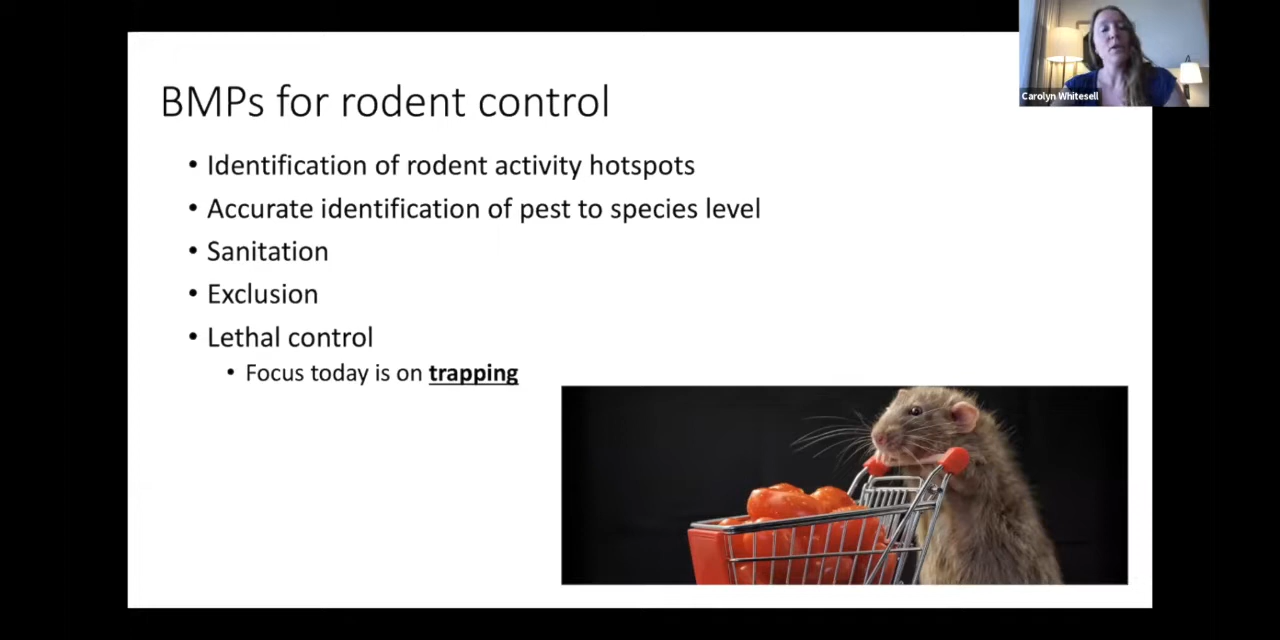 Carolyn Whitesell
BMPs for rodent control
• Identification of rodent activity hotspots
• Accurate identification of pest to species level
• Sanitation
• Exclusion
• Lethal control
• Focus today is on trapping